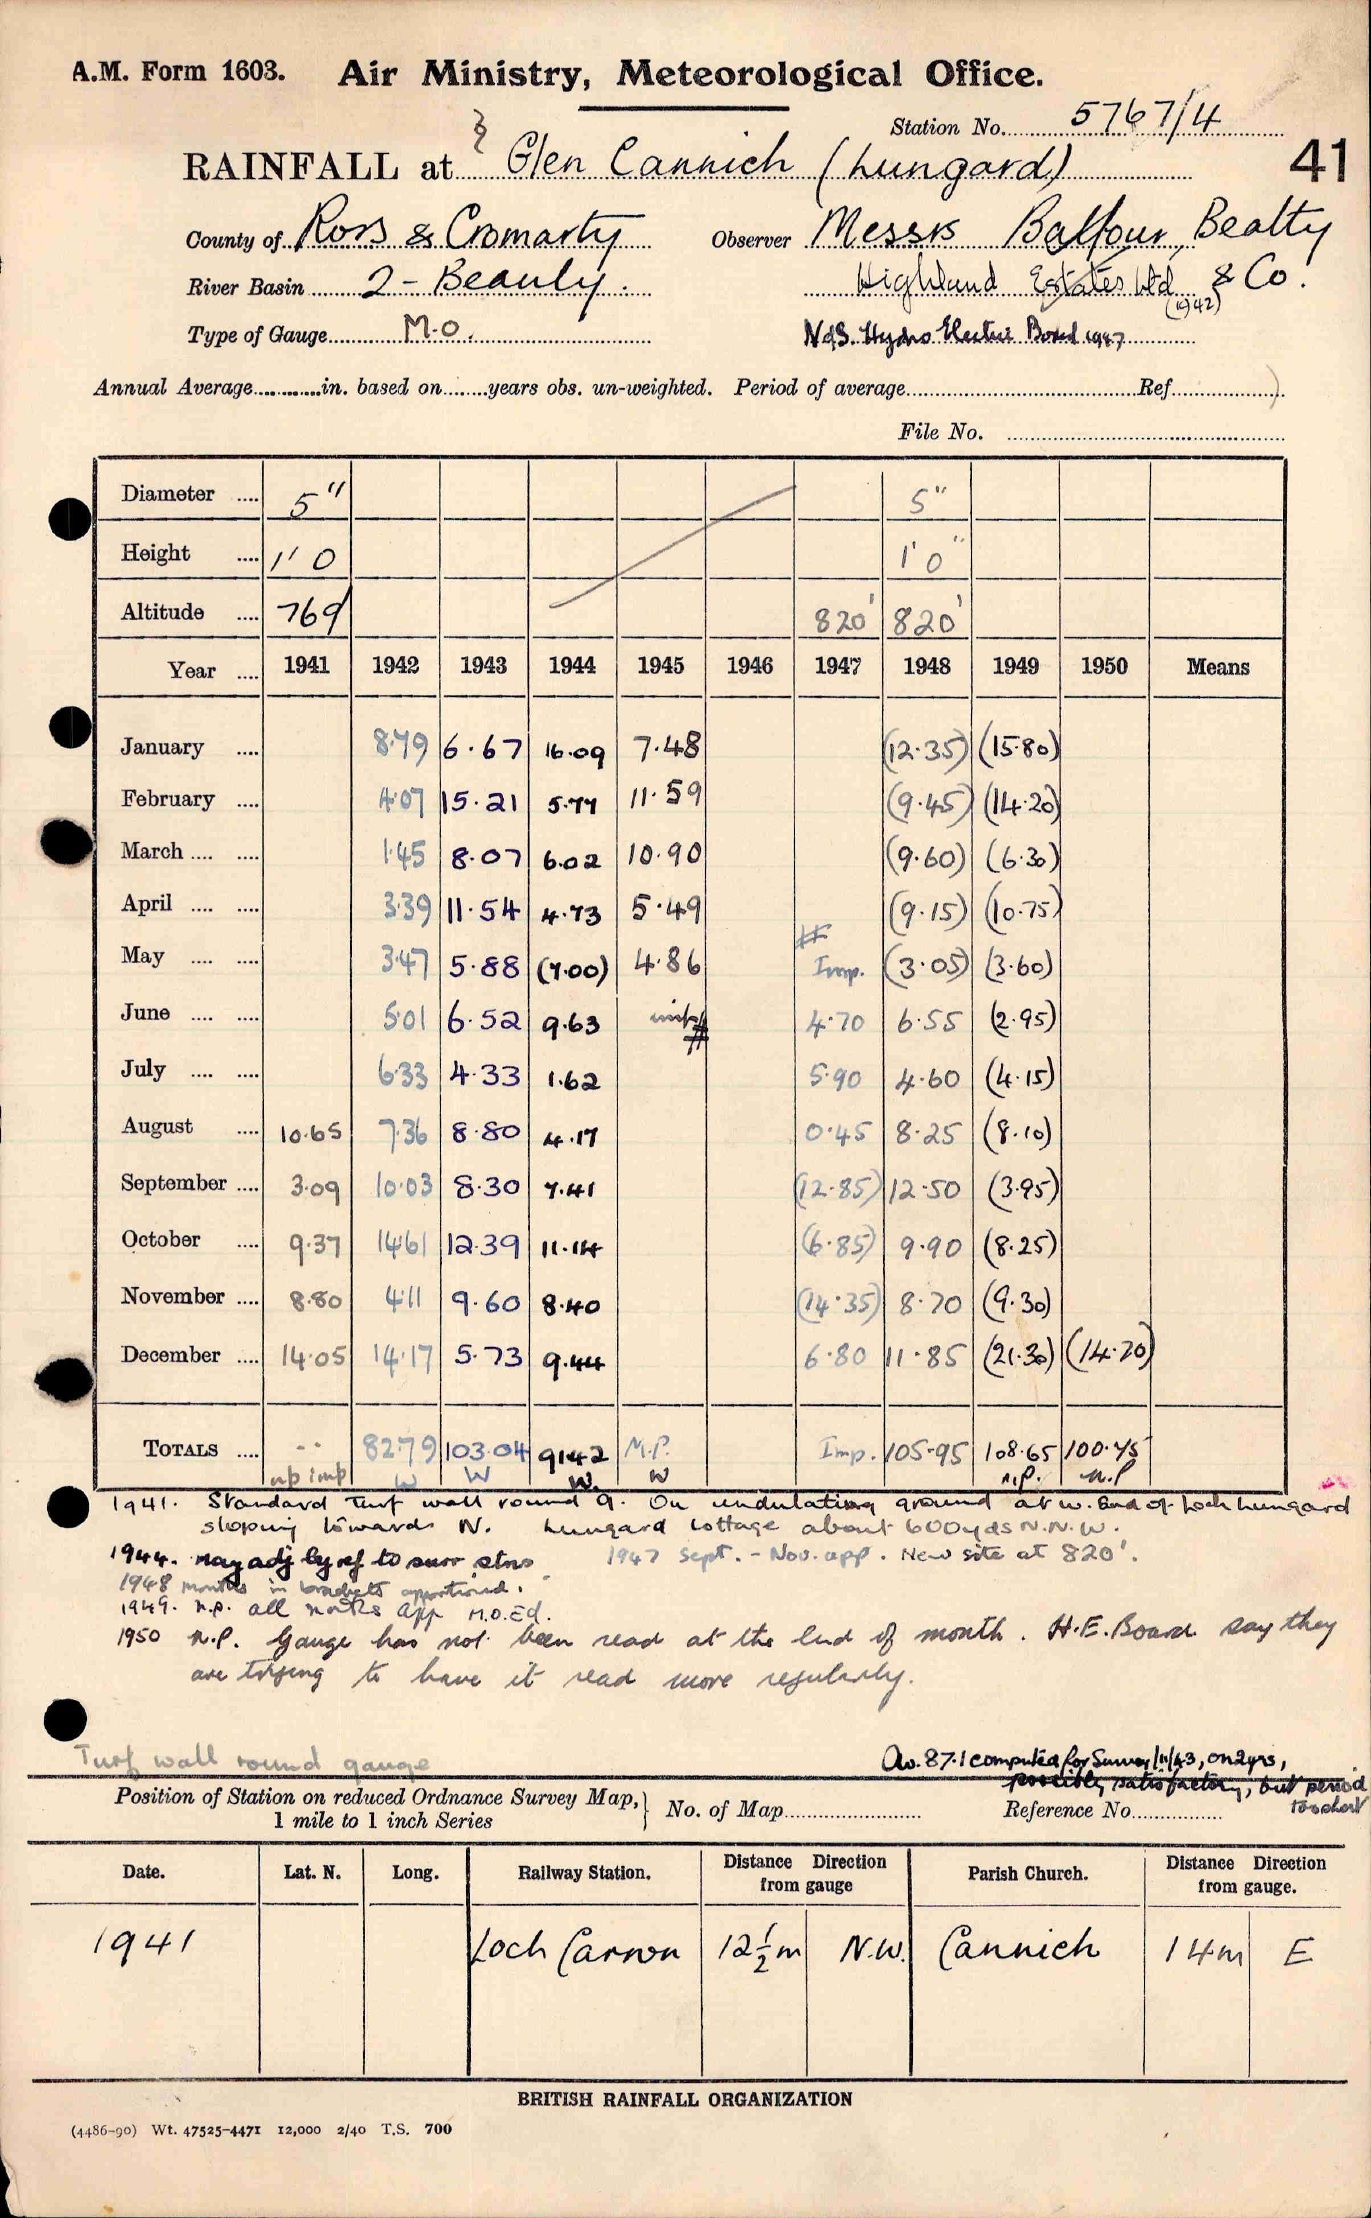 A.M. Form 1603. Air Ministry, Meteorological Office.
Station No. 5767/4
RAINFALL at Glen Cannich (Lungard) 41
County of Ross & Cromarty Observer Messrs Balfour, Beatty
River Basin 2 - Beauly. Highland Estates Ltd & Co.
(1942)
Type of Gauge M.O. N of S. Hydro Electric Board 1947
Annual Average............in. based on........years obs. un-weighted. Period of average........Ref........
File No. ........
Diameter .... 5" 5"
Height .... 1' 0 1' 0"
Altitude .... 769' 820' 820'
Year .... 1941 1942 1943 1944 1945 1946 1947 1948 1949 1950 Means
January .... 8.79 6.67 16.09 7.48 (12.35) (15.80)
February .... 4.07 15.21 5.77 11.59 (9.45) (14.20)
March .... .... 1.45 8.07 6.02 10.90 (9.60) (6.30)
April .... .... 3.39 11.54 4.73 5.49 (9.15) (10.75)
May .... .... 3.47 5.88 (7.00) 4.86 Imp. (3.05) (3.60)
June .... .... 5.01 6.52 9.63 4.70 6.55 (2.95)
July .... .... 6.33 4.33 1.62 5.90 4.60 (4.15)
August .... 10.65 7.36 8.80 4.17 0.45 8.25 (8.10)
September .... 3.09 10.03 8.30 7.41 (12.85) 12.50 (3.95)
October .... 9.37 14.61 12.39 11.14 (6.85) 9.90 (8.25)
November .... 8.80 4.11 9.60 8.40 (14.35) 8.70 (9.30)
December .... 14.05 14.17 5.73 9.44 6.80 11.85 (21.30) (14.70)
TOTALS .... -- 82.79 103.04 91.42 M.P. Imp. 105.95 108.65 100.45
np imp W W W. W n.p. n.p
1941. Standard Turf wall round g. On undulating ground at W. End of Loch Lungard
sloping towards N. Lungard Cottage about 600yds N.N.W.
1944. May adj by ref to surr stns 1947 Sept. - Nov. app. New site at 820'.
1948 months in brackets apportioned.
1949. n.p. all months app M.O.Ed.
1950 n.p. Gauge has not been read at the end of month. H.E. Board say they
are trying to have it read more regularly.
Turf wall round gauge Av. 87.1 computed for Survey 11/43, on 2 yrs,
possibly satisfactory, but period
too short
Position of Station on reduced Ordnance Survey Map,
1 mile to 1 inch Series } No. of Map........ Reference No........
Date. Lat. N. Long. Railway Station. Distance from gauge Direction Parish Church. Distance from gauge. Direction
1941 Loch Carron 12½m N.W. Cannich 14m E
BRITISH RAINFALL ORGANIZATION
(4486-90) Wt. 47525-4471 12,000 2/40 T.S. 700